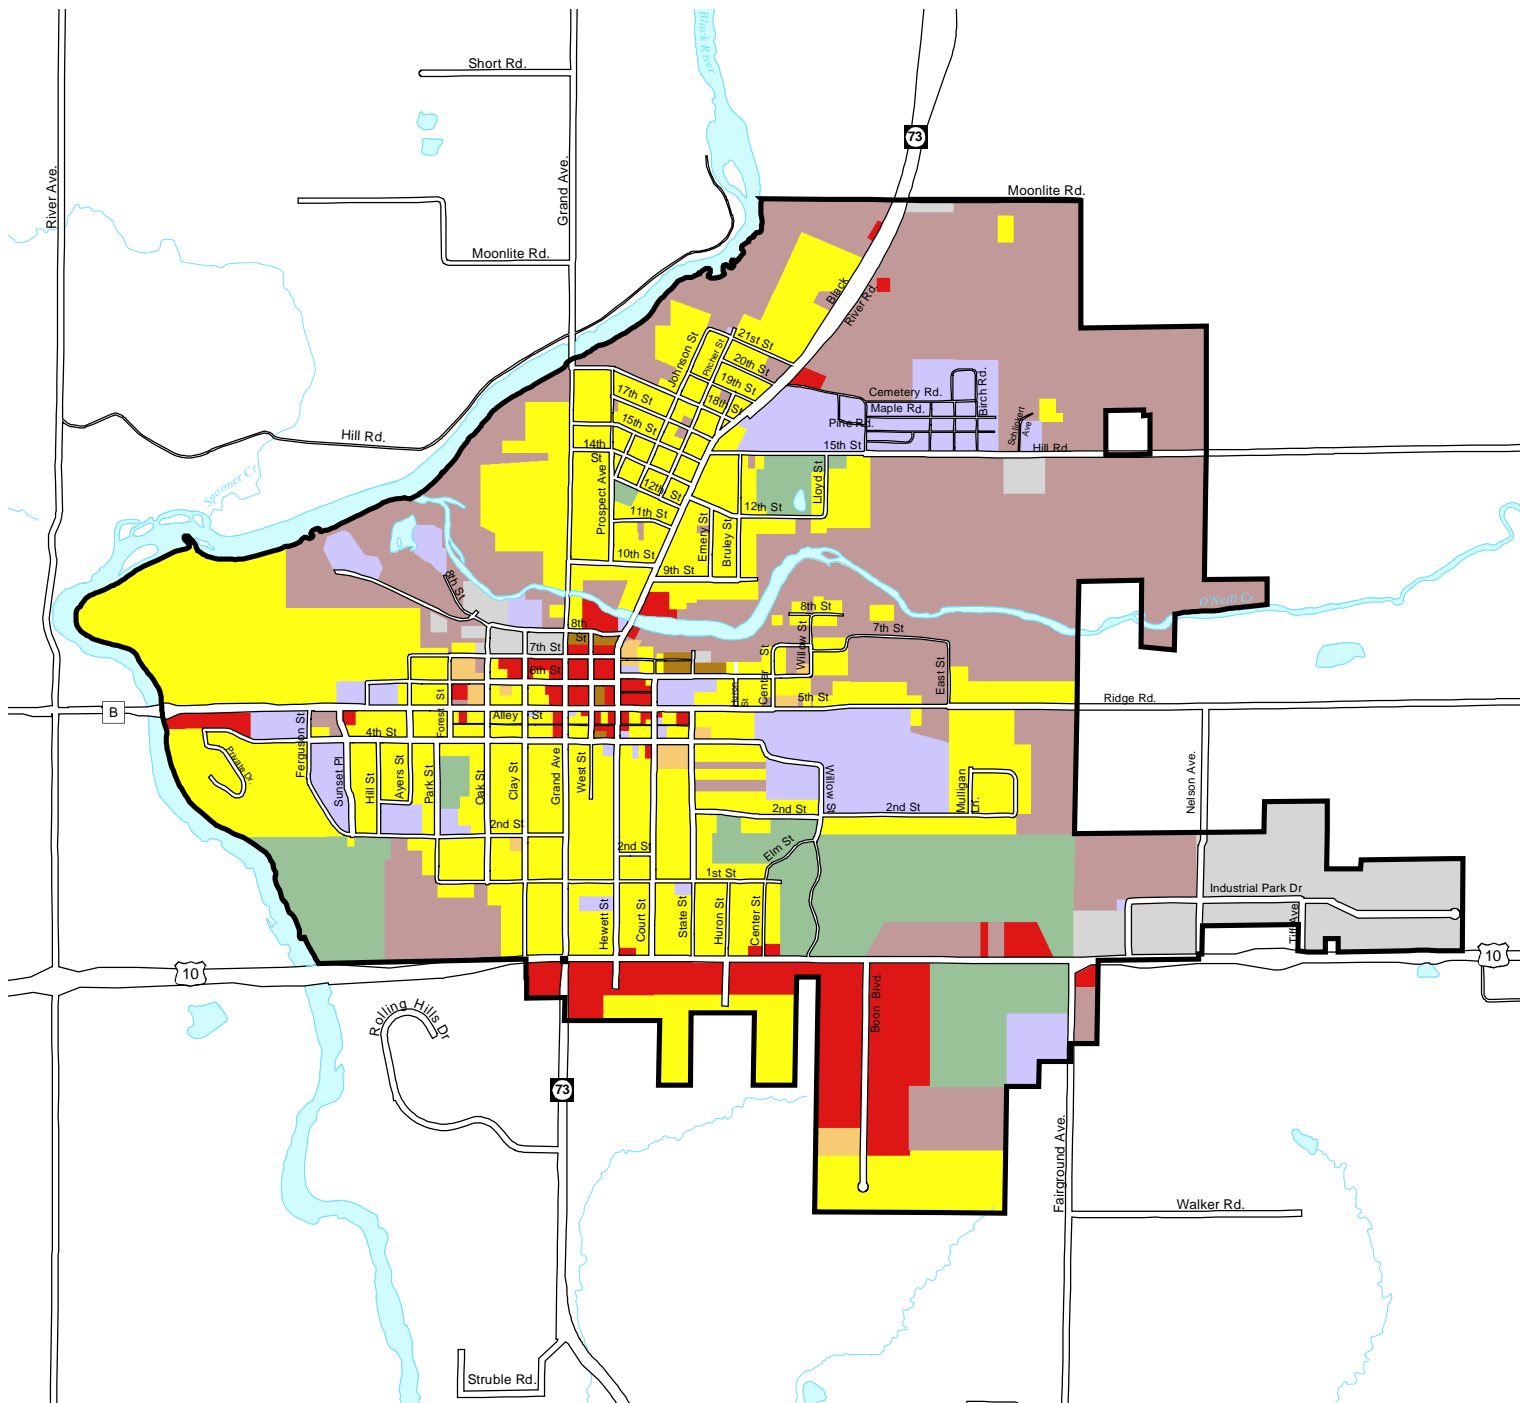 Black River
Short Rd.
73
River Ave.
Grand Ave.
Moonlite Rd.
Moonlite Rd.
Black
River Rd.
21st St
20th St
19th St
18th St
Johnson St
Pitcher St
17th St
15th St
14th
St
12th St
11th St
10th St
9th St
Prospect Ave
Emery St
Bruley St
12th St
Lloyd St
Cemetery Rd.
Maple Rd.
Pine Rd.
15th St
Birch Rd.
Schlinkert
Ave
Hill Rd.
Hill Rd.
Spooner Cr
O'Neill Cr
8th St
8th
St
7th St
6th St
8th St
7th St
Willow St
Center St
5th St
East St
Huron
St
Ridge Rd.
B
Forest St
Alley St
4th St
Ferguson St
Private Dr
Sunset Pl
Hill St
Ayers St
Park St
Oak St
Clay St
Grand Ave
West St
Willow St
Mulligan
Ln.
Nelson Ave.
2nd St
2nd St
2nd St
2nd St
Elm St
1st St
Hewett St
Court St
State St
Huron St
Center St
Industrial Park Dr
Tiff Ave
10
10
Rolling Hills Dr
Boon Blvd.
73
Fairground Ave.
Walker Rd.
Struble Rd.